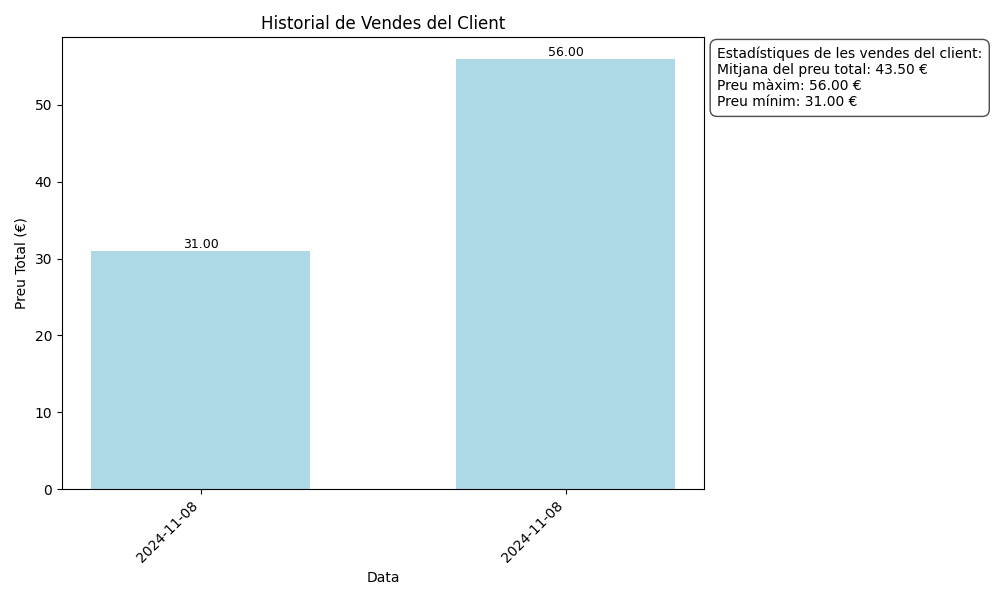 Historial de Vendes del Client
Estadístiques de les vendes del client:
Mitjana del preu total: 43.50 €
Preu màxim: 56.00 €
Preu mínim: 31.00 €
Preu Total (€)
50
40
30
20
10
0
31.00
56.00
2024-11-08
2024-11-08
Data